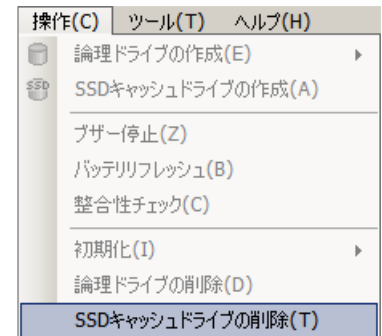 操作(C) ツール(T) ヘルプ(H)
論理ドライブの作成(E)
SSD SSDキャッシュドライブの作成(A)
ブザー停止(Z)
バッテリリフレッシュ(B)
整合性チェック(C)
初期化(I)
論理ドライブの削除(D)
SSDキャッシュドライブの削除(T)